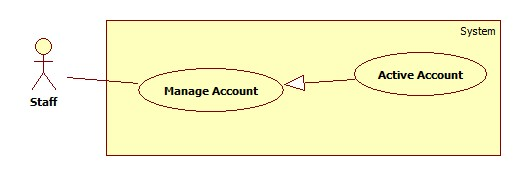 System
Active Account
Manage Account
Staff